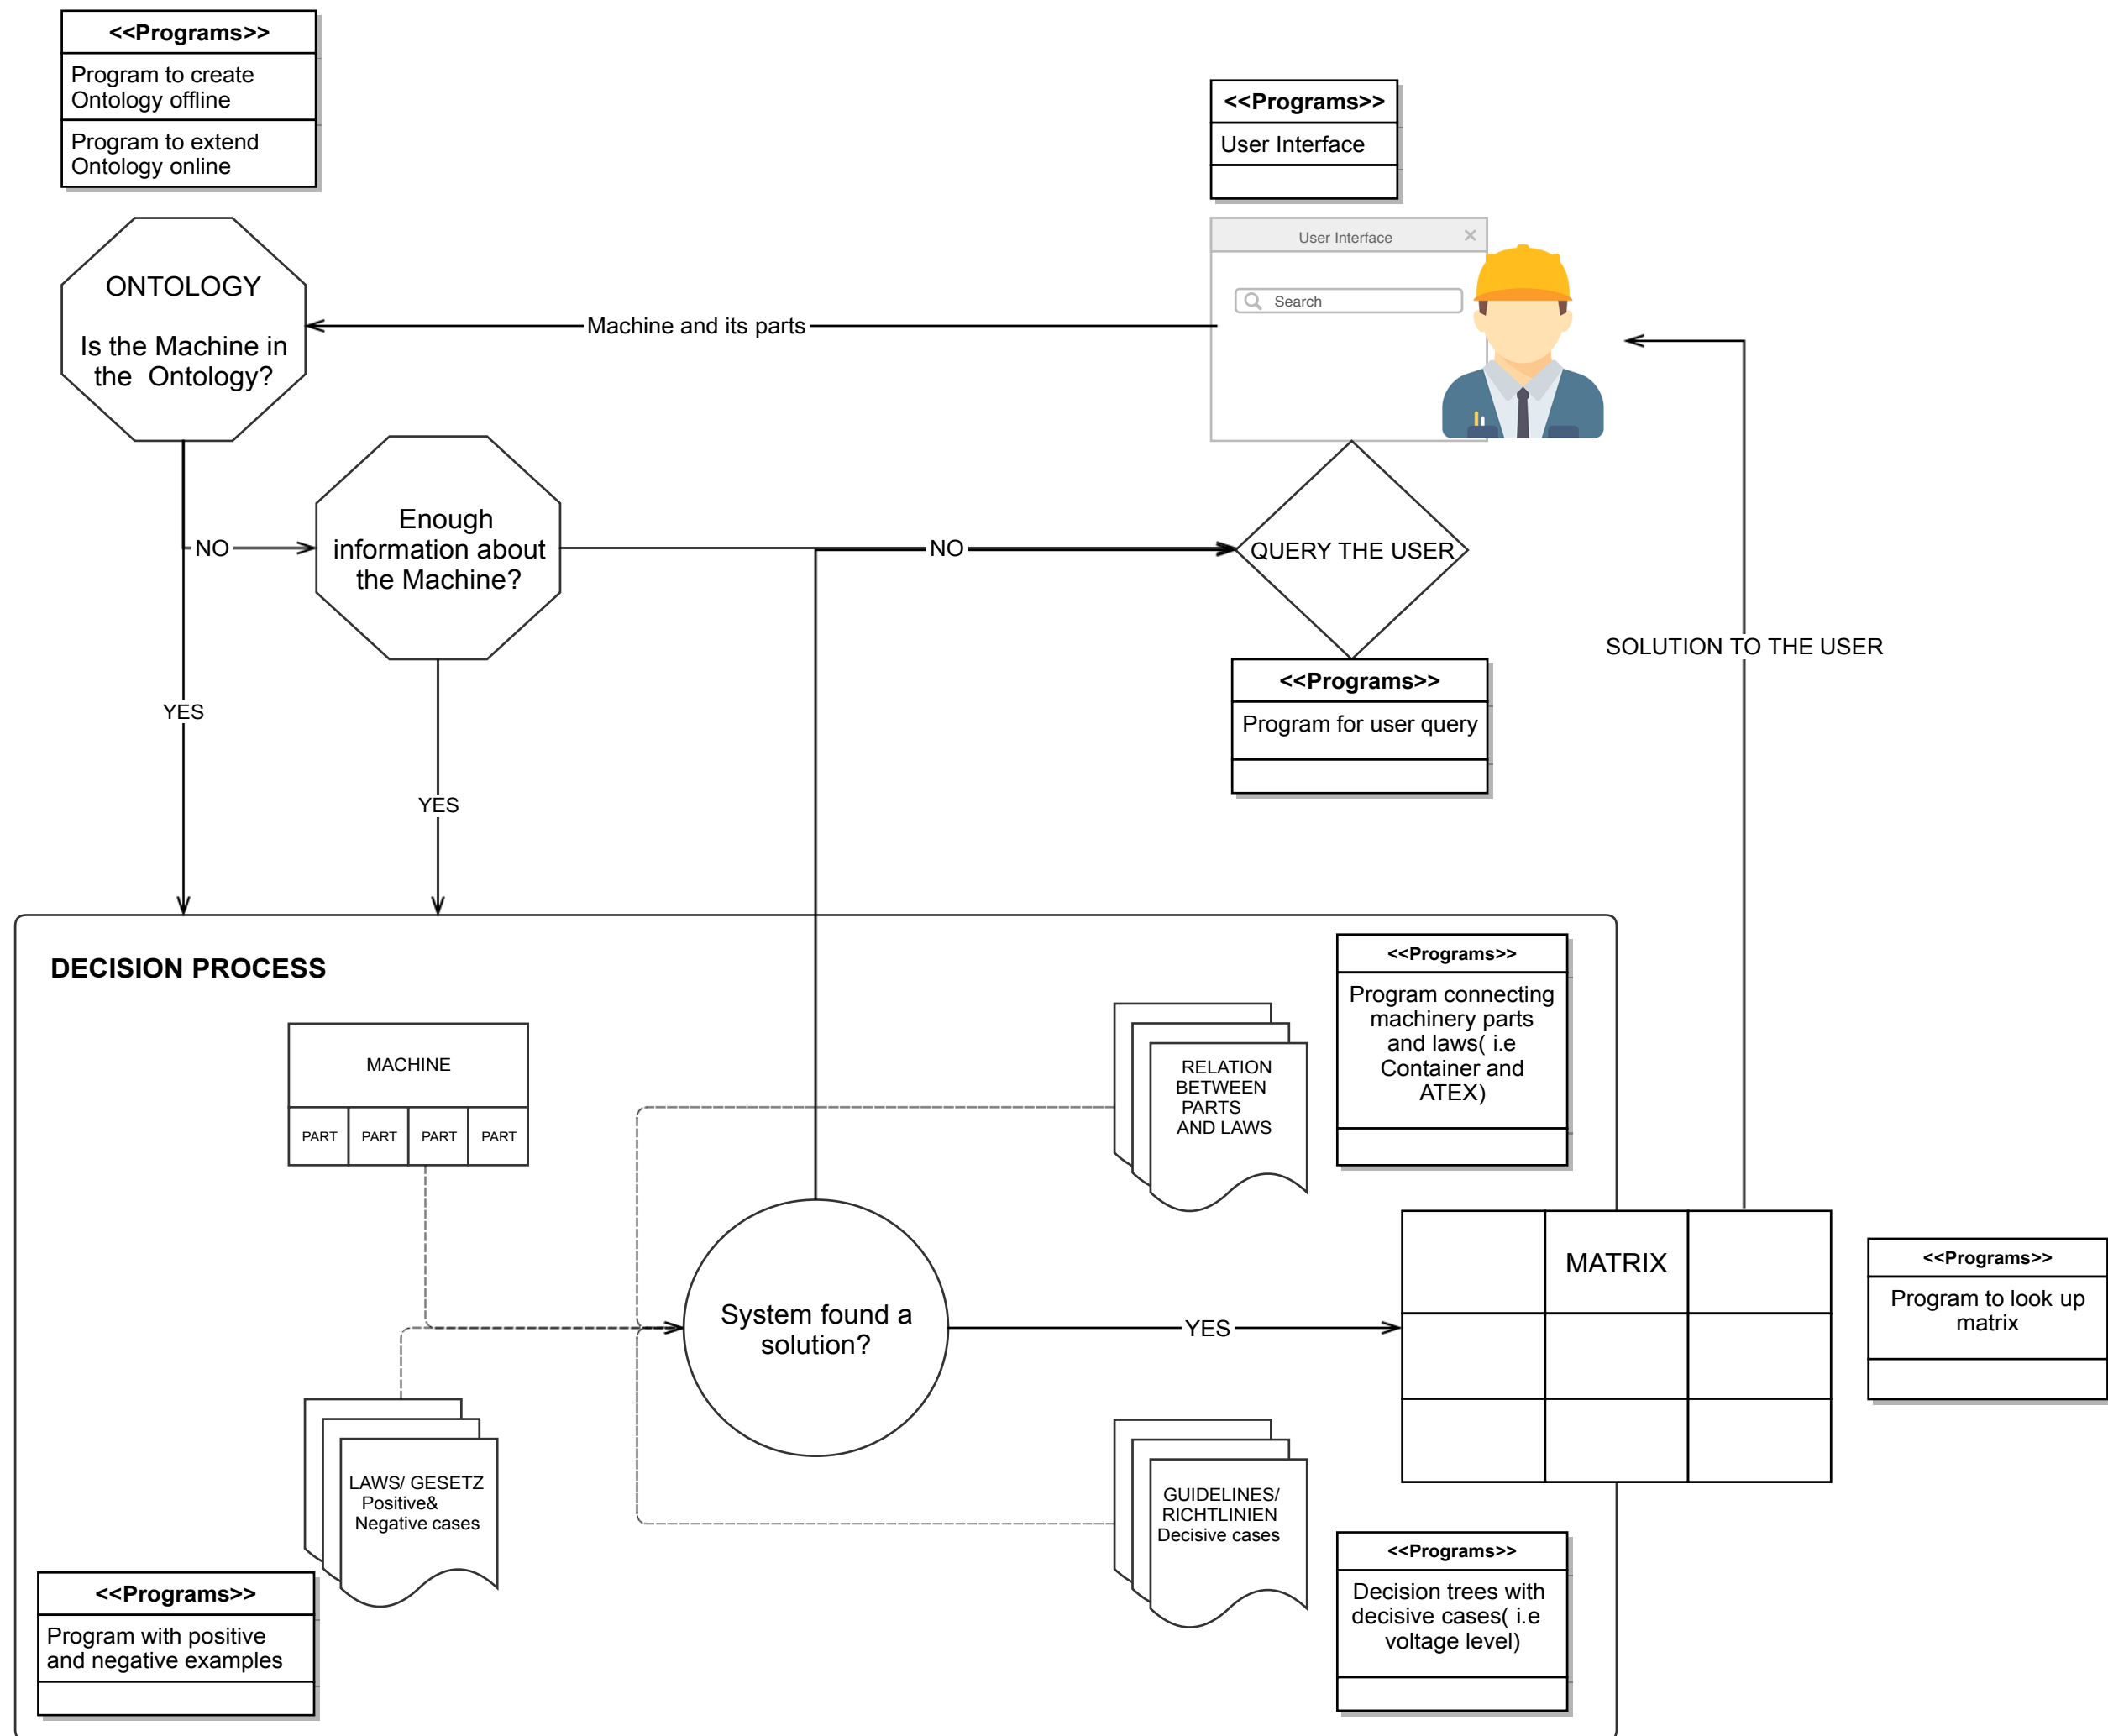 <<Programs>>
Program to create
Ontology offline
Program to extend
Ontology online
<<Programs>>
User Interface
User Interface
Search
ONTOLOGY
Is the Machine in
the Ontology?
Machine and its parts
NO
Enough
information about
the Machine?
NO
QUERY THE USER
SOLUTION TO THE USER
<<Programs>>
Program for user query
YES
YES
DECISION PROCESS
<<Programs>>
Program connecting
machinery parts
and laws( i.e
Container and
ATEX)
MACHINE
PART PART PART PART
RELATION
BETWEEN
PARTS
AND LAWS
System found a
solution?
YES
MATRIX
<<Programs>>
Program to look up
matrix
LAWS/ GESETZ
Positive&
Negative cases
GUIDELINES/
RICHTLINIEN
Decisive cases
<<Programs>>
Program with positive
and negative examples
<<Programs>>
Decision trees with
decisive cases( i.e
voltage level)